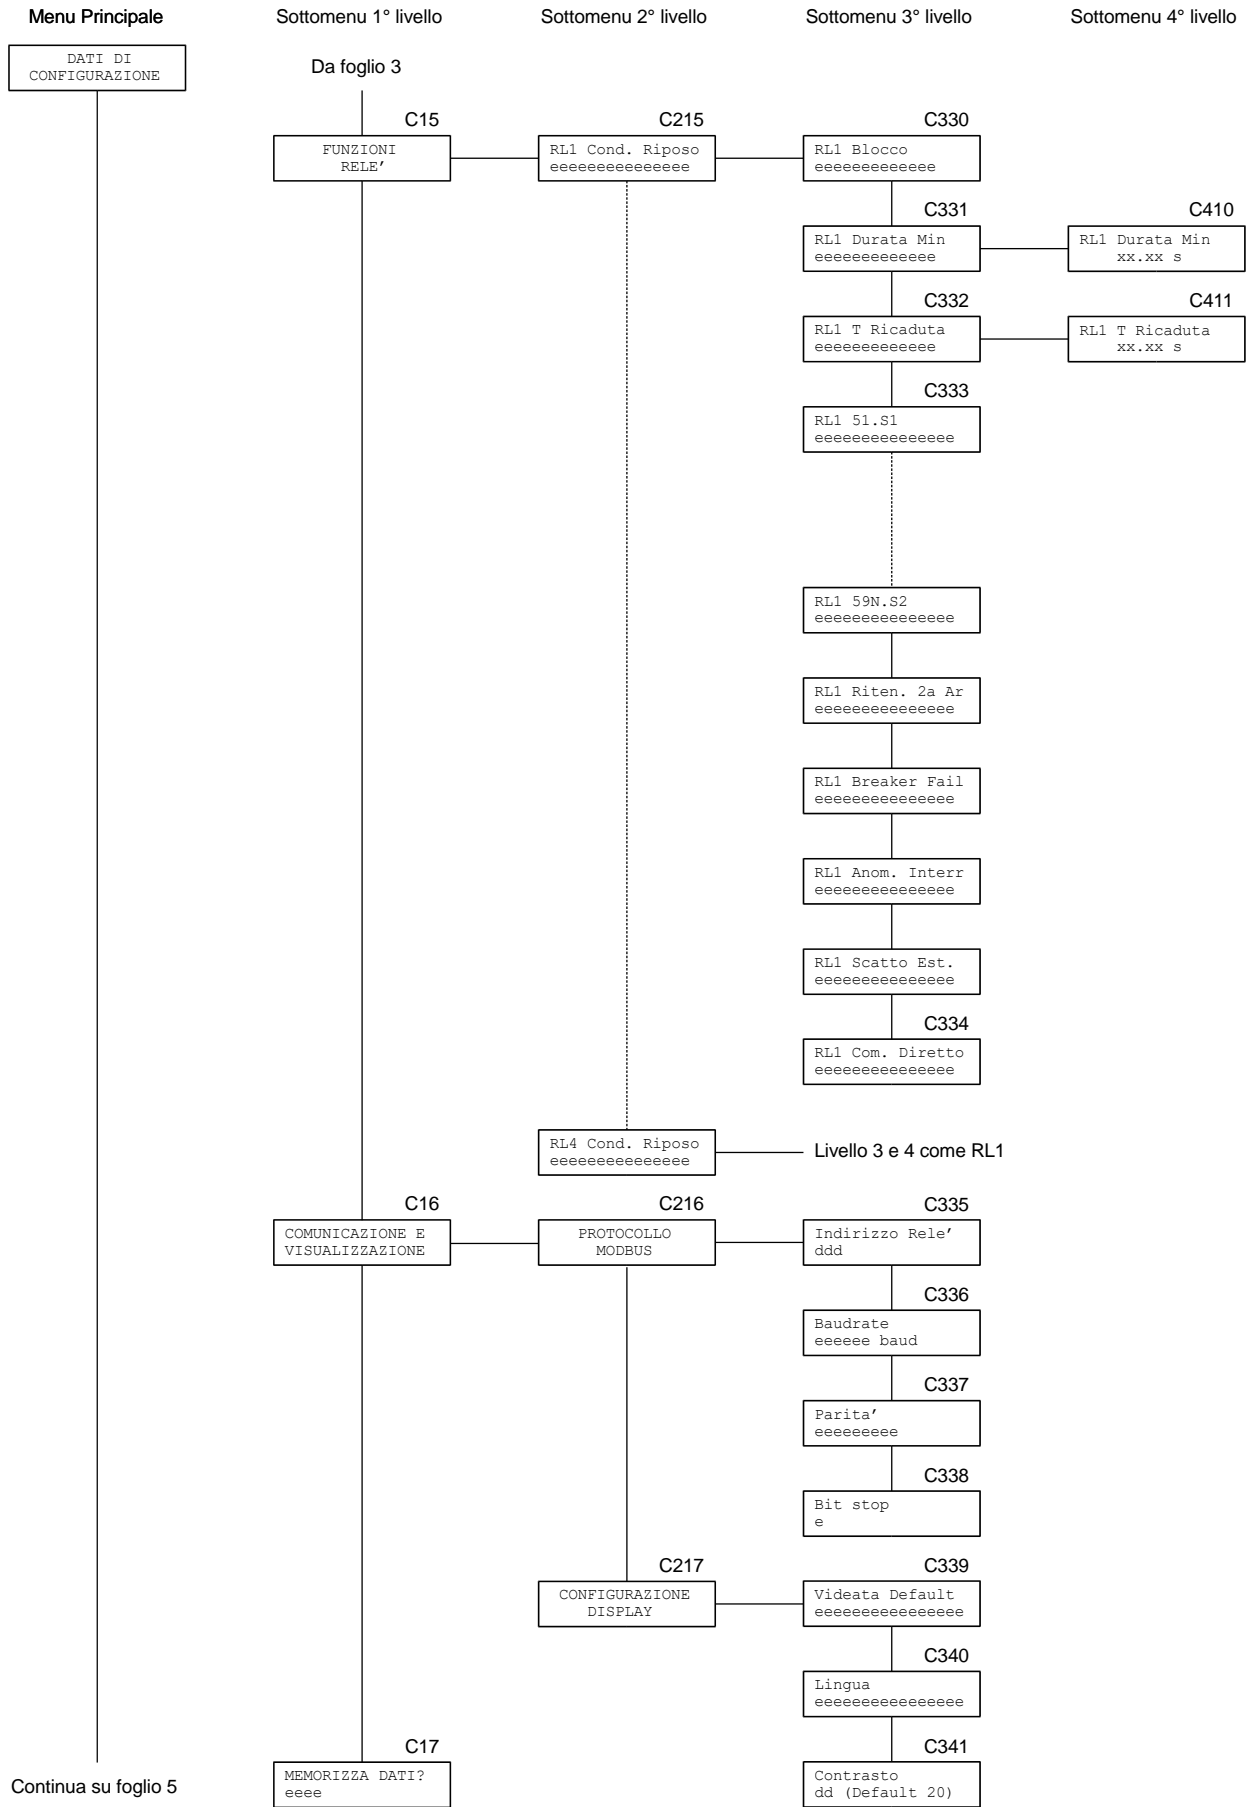 Menu Principale
Sottomenu 1° livello
Sottomenu 2° livello
Sottomenu 3° livello
Sottomenu 4° livello
DATI DI
CONFIGURAZIONE
Da foglio 3
C15
C215
C330
FUNZIONI
RELE’
RL1 Cond. Riposo
eeeeeeeeeeeeeee
RL1 Blocco
eeeeeeeeeeeee
C331
C410
RL1 Durata Min
eeeeeeeeeeeee
RL1 Durata Min
xx.xx s
C332
C411
RL1 T Ricaduta
eeeeeeeeeeeee
RL1 T Ricaduta
xx.xx s
C333
RL1 51.S1
eeeeeeeeeeeeeee
RL1 59N.S2
eeeeeeeeeeeeeee
RL1 Riten. 2a Ar
eeeeeeeeeeeeeee
RL1 Breaker Fail
eeeeeeeeeeeeeee
RL1 Anom. Interr
eeeeeeeeeeeeeee
RL1 Scatto Est.
eeeeeeeeeeeeeee
C334
RL1 Com. Diretto
eeeeeeeeeeeeeee
RL4 Cond. Riposo
eeeeeeeeeeeeeee
Livello 3 e 4 come RL1
C16
C216
C335
COMUNICAZIONE E
VISUALIZZAZIONE
PROTOCOLLO
MODBUS
Indirizzo Rele’
ddd
C336
Baudrate
eeeeee baud
C337
Parita’
eeeeeeeee
C338
Bit stop
e
C217
C339
CONFIGURAZIONE
DISPLAY
Videata Default
eeeeeeeeeeeeeeee
C340
Lingua
eeeeeeeeeeeeeeee
C17
C341
Continua su foglio 5
MEMORIZZA DATI?
eeee
Contrasto
dd (Default 20)